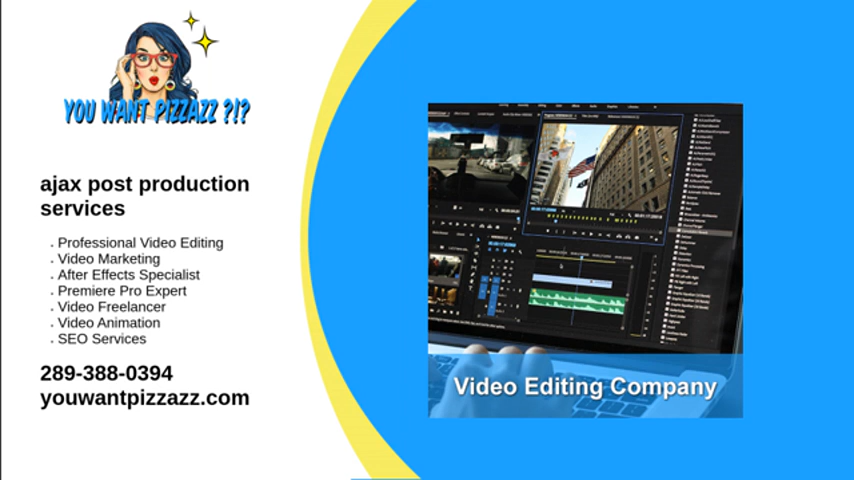 YOU WANT PIZZAZZ ?!?
ajax post production
services
Professional Video Editing
Video Marketing
After Effects Specialist
Premiere Pro Expert
Video Freelancer
Video Animation
SEO Services
289-388-0394
youwantpizzazz.com
Video Editing Company